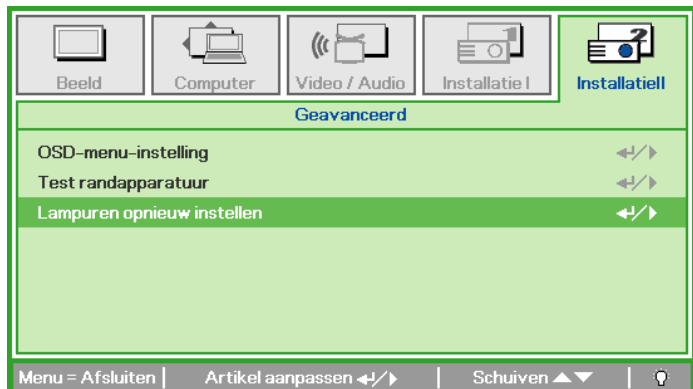 Beeld Computer Video / Audio Installatie I InstallatieII
Geavanceerd
OSD-menu-instelling
Test randapparatuur
Lampuren opnieuw instellen
Menu = Afsluiten Artikel aanpassen Schuiven